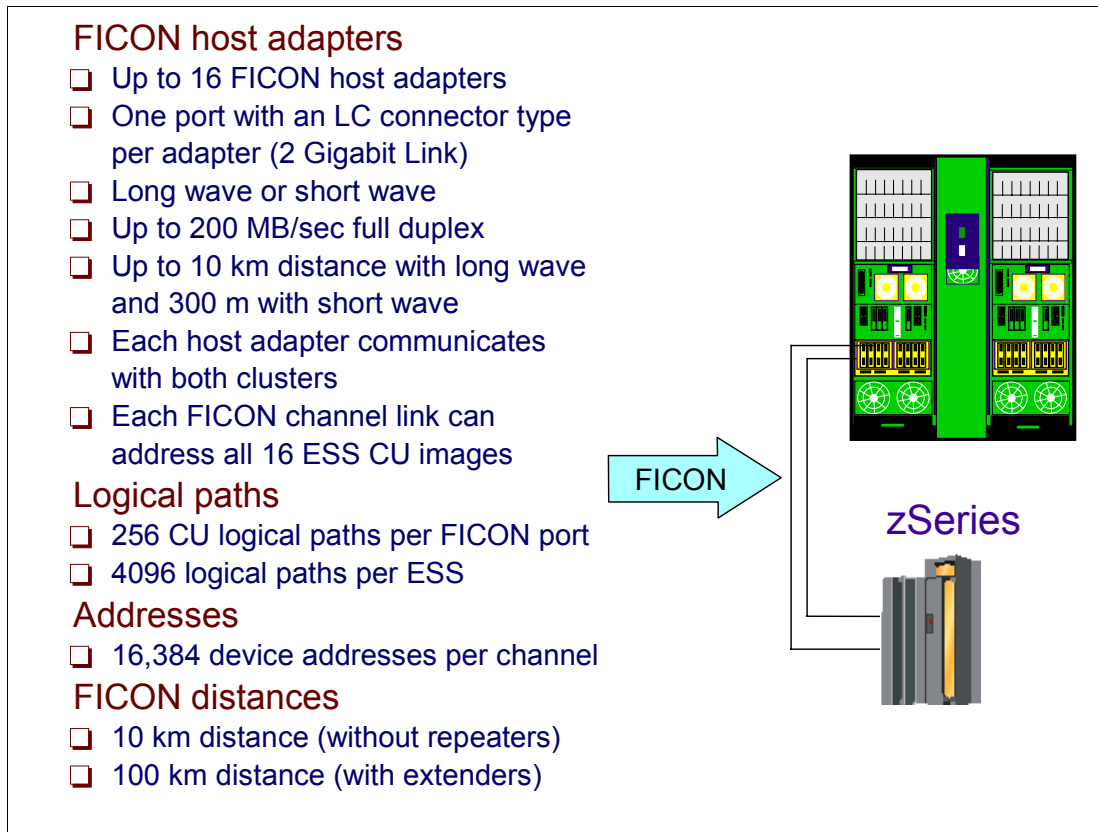 FICON host adapters
Up to 16 FICON host adapters
One port with an LC connector type
per adapter (2 Gigabit Link)
Long wave or short wave
Up to 200 MB/sec full duplex
Up to 10 km distance with long wave
and 300 m with short wave
Each host adapter communicates
with both clusters
Each FICON channel link can
address all 16 ESS CU images
Logical paths
256 CU logical paths per FICON port
4096 logical paths per ESS
Addresses
16,384 device addresses per channel
FICON distances
10 km distance (without repeaters)
100 km distance (with extenders)
FICON
zSeries